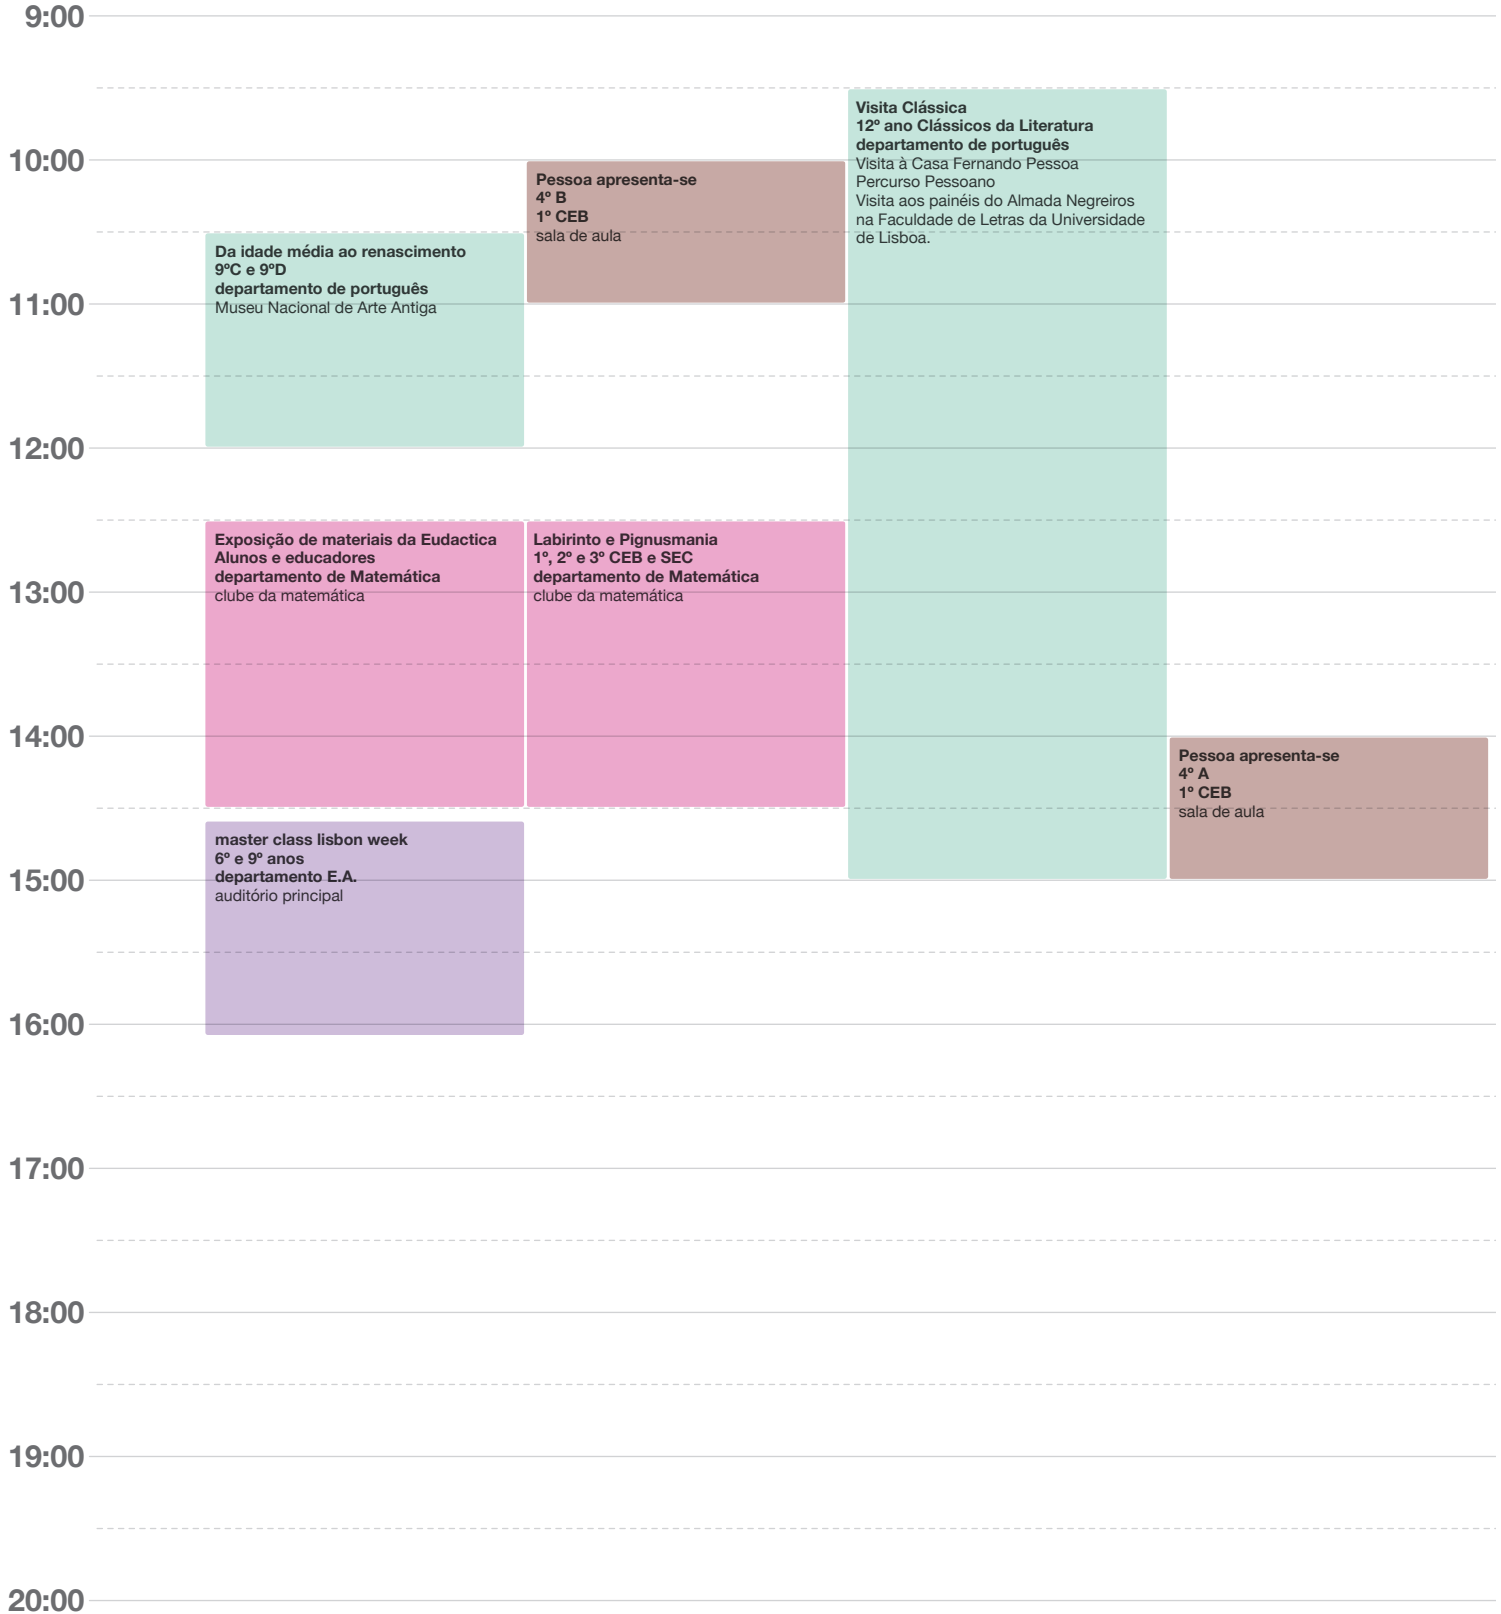 9:00
10:00
11:00
12:00
13:00
14:00
15:00
16:00
17:00
18:00
19:00
20:00
Da idade média ao renascimento
9ºC e 9ºD
departamento de português
Museu Nacional de Arte Antiga
Pessoa apresenta-se
4º B
1º CEB
sala de aula
Visita Clássica
12º ano Clássicos da Literatura
departamento de português
Visita à Casa Fernando Pessoa
Percurso Pessoano
Visita aos painéis do Almada Negreiros
na Faculdade de Letras da Universidade
de Lisboa.
Exposição de materiais da Eudactica
Alunos e educadores
departamento de Matemática
clube da matemática
Labirinto e Pignusmania
1º, 2º e 3º CEB e SEC
departamento de Matemática
clube da matemática
Pessoa apresenta-se
4º A
1º CEB
sala de aula
master class lisbon week
6º e 9º anos
departamento E.A.
auditório principal